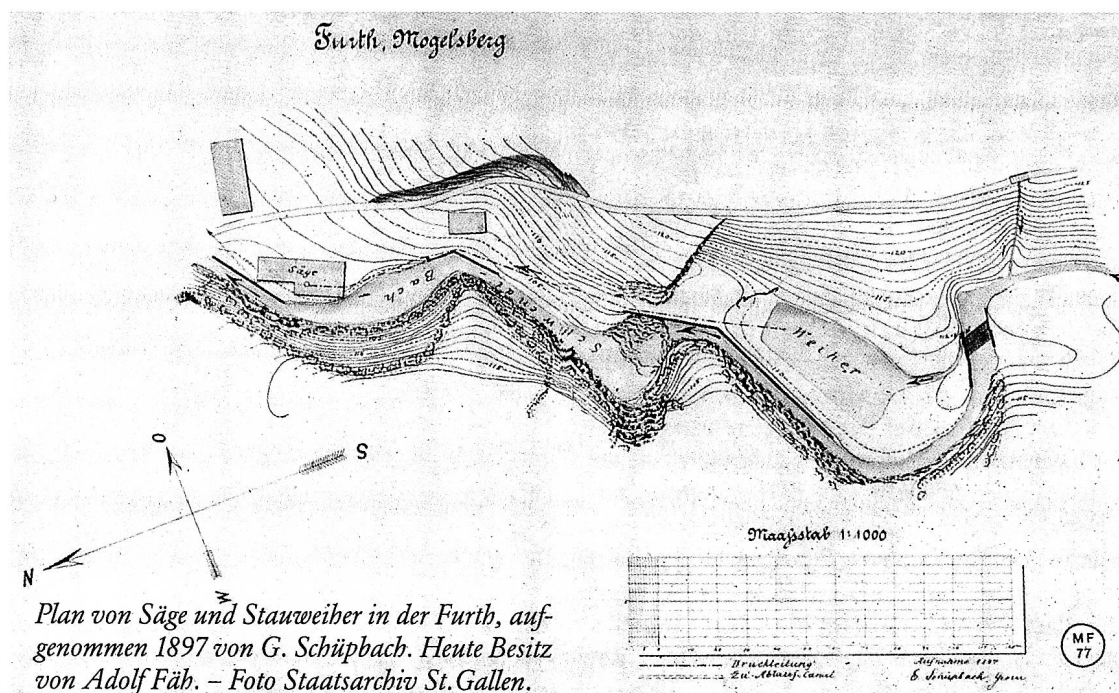 Furth, Mogelsberg
Säge
Bach
Weiher
O
S
N
W
Maaſsstab 1:1000
Druckleitung
Zu- Ablauf-Canal
Aufnahme 1897
G. Schüpbach, Geom.
MF
77
Plan von Säge und Stauweiher in der Furth, auf-
genommen 1897 von G. Schüpbach. Heute Besitz
von Adolf Fäh. – Foto Staatsarchiv St. Gallen.